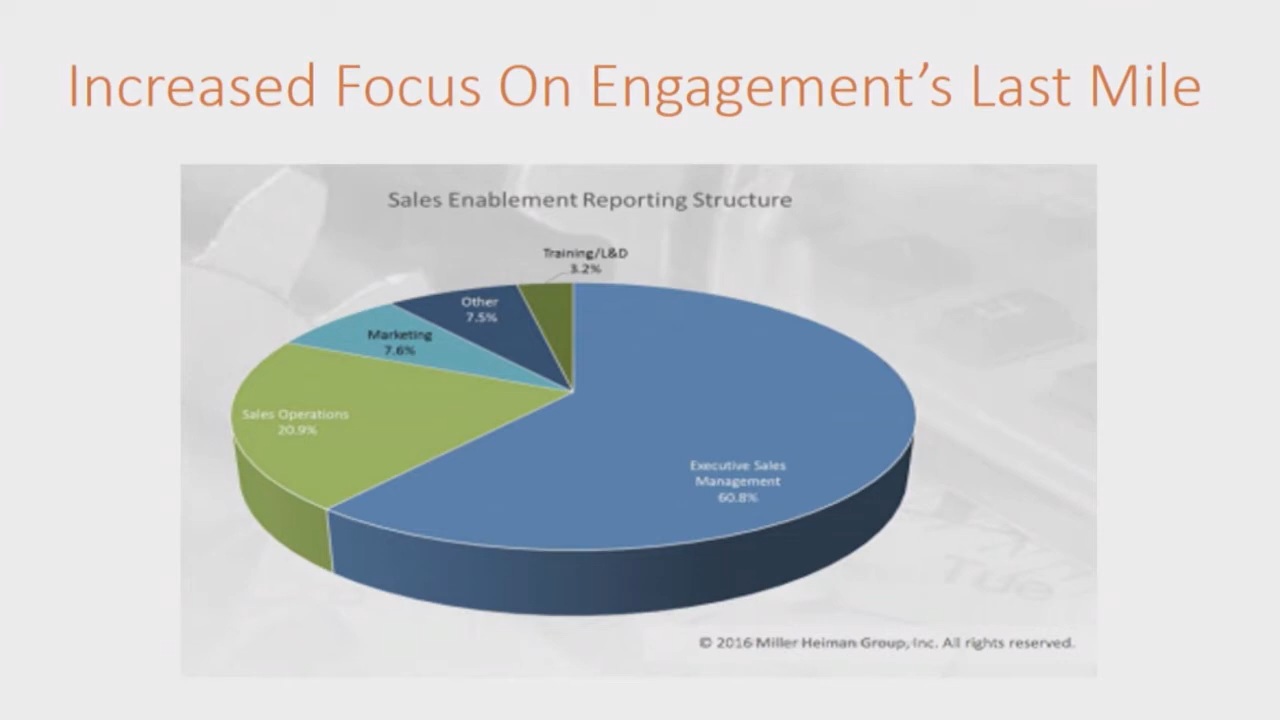 Increased Focus On Engagement's Last Mile
Sales Enablement Reporting Structure
Training/L&D
3.2%
Other
7.5%
Marketing
7.6%
Sales Operations
20.9%
Executive Sales
Management
60.8%
Tue
© 2016 Miller Heiman Group, Inc. All rights reserved.